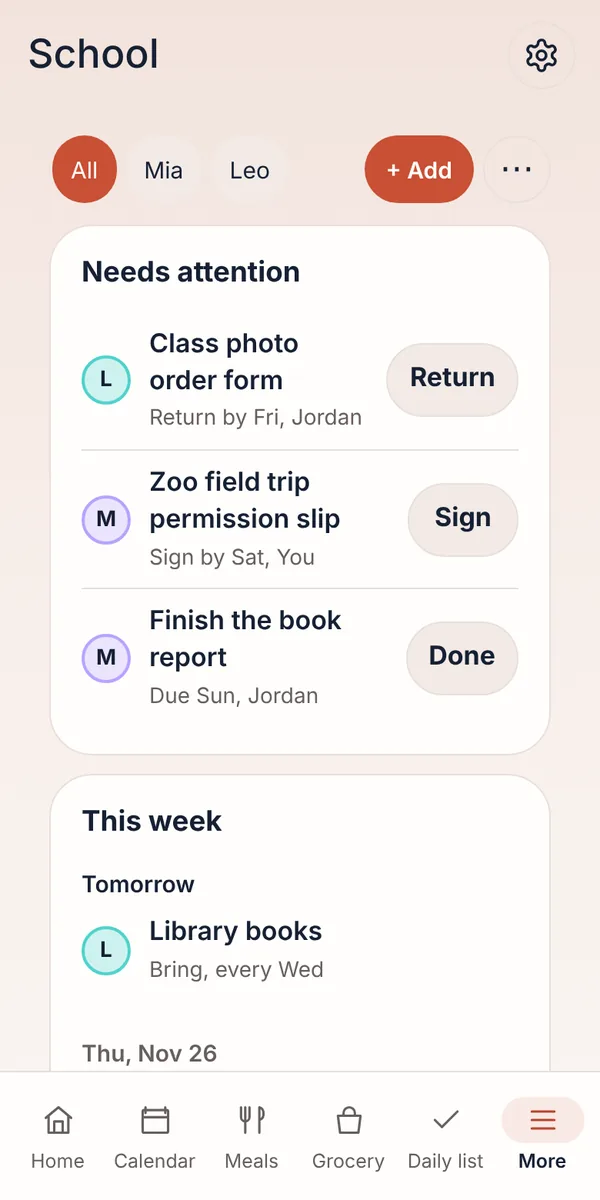 School
All
Mia
Leo
+ Add
...
Needs attention
L
Class photo
order form
Return by Fri, Jordan
Return
M
Zoo field trip
permission slip
Sign by Sat, You
Sign
M
Finish the book
report
Due Sun, Jordan
Done
This week
Tomorrow
L
Library books
Bring, every Wed
Thu, Nov 26
Home
Calendar
Meals
Grocery
Daily list
More